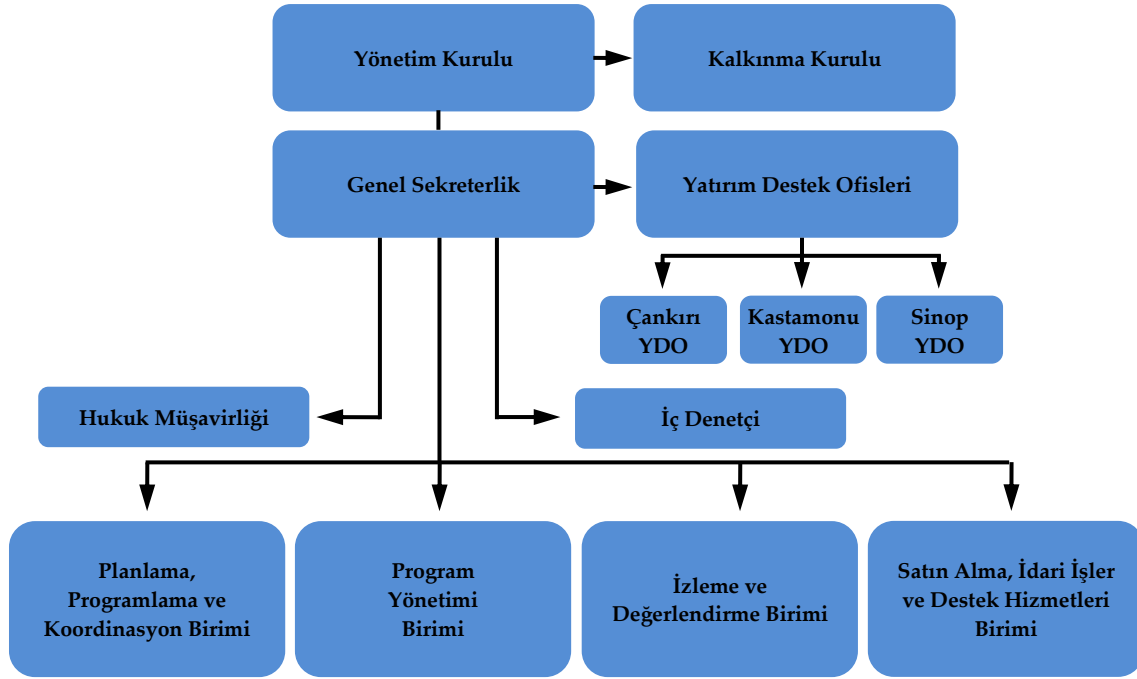 Yönetim Kurulu
Kalkınma Kurulu
Genel Sekreterlik
Yatırım Destek Ofisleri
Çankırı
YDO
Kastamonu
YDO
Sinop
YDO
Hukuk Müşavirliği
İç Denetçi
Planlama,
Programlama ve
Koordinasyon Birimi
Program
Yönetimi
Birimi
İzleme ve
Değerlendirme Birimi
Satın Alma, İdari İşler
ve Destek Hizmetleri
Birimi